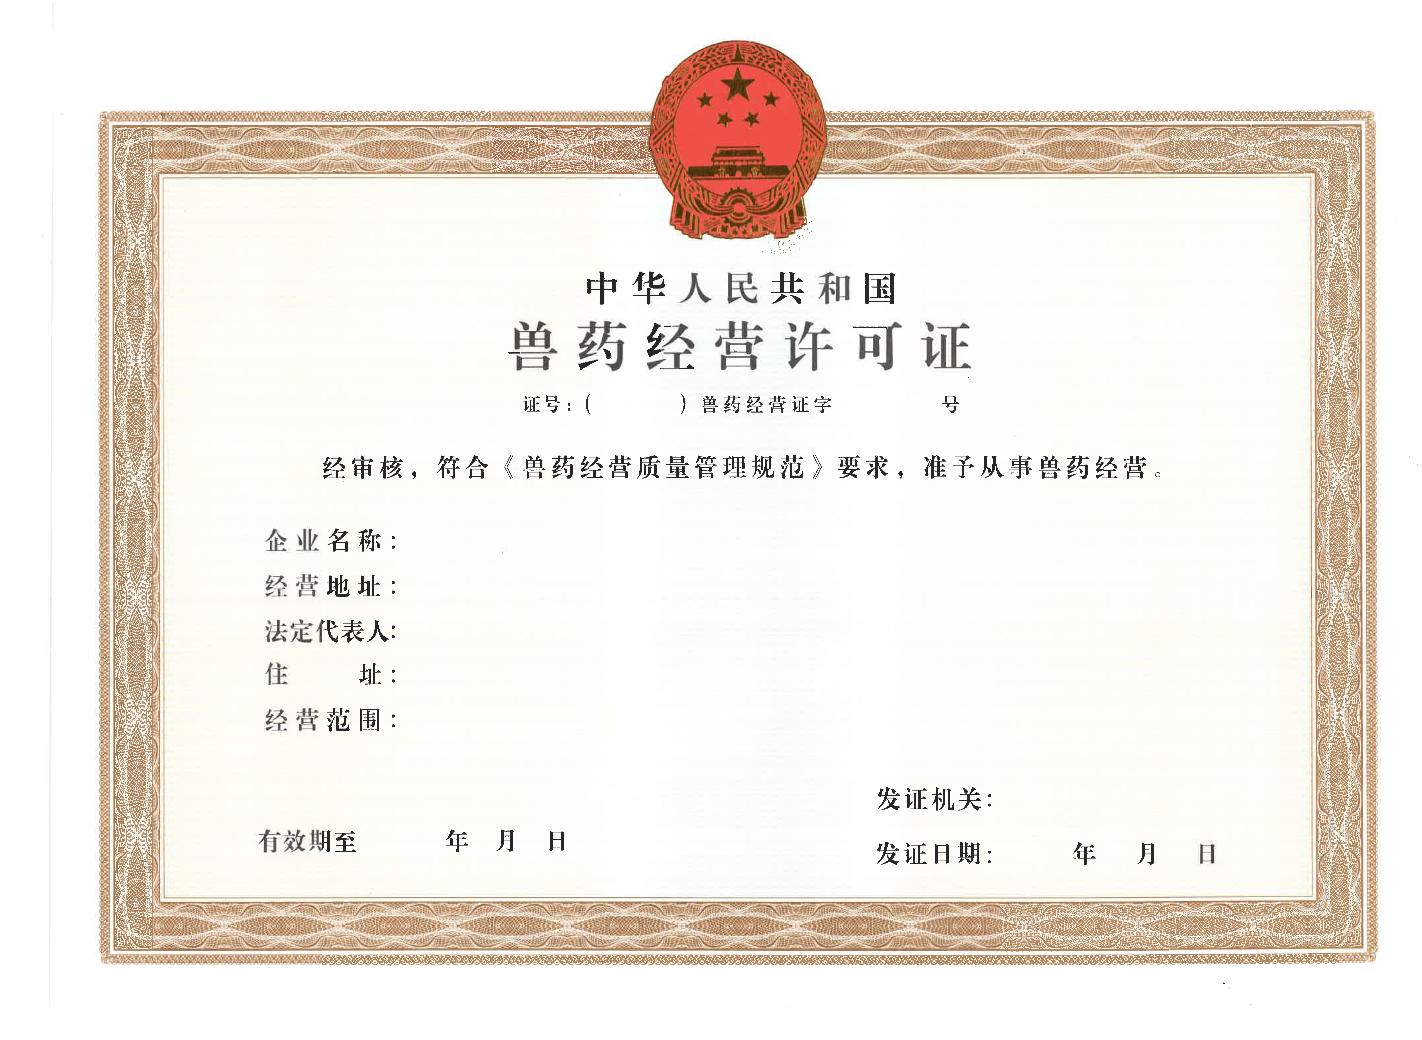 中华人民共和国
兽药经营许可证
证号：（ ）兽药经营证字 号
经审核，符合《兽药经营质量管理规范》要求，准予从事兽药经营。
企业名称：
经营地址：
法定代表人：
住 址：
经营范围：
发证机关：
有效期至 年 月 日
发证日期： 年 月 日